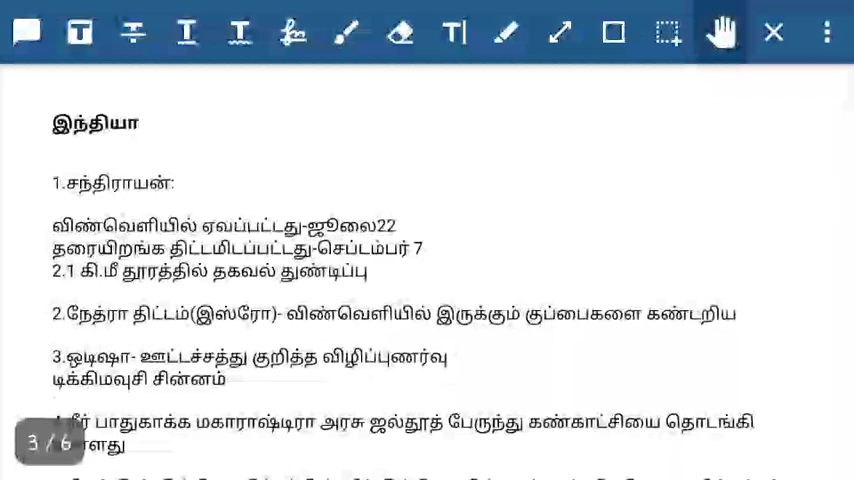 இந்தியா
1.சந்திராயன்:
விண்வெளியில் ஏவப்பட்டது-ஜூலை22
தரையிறங்க திட்டமிடப்பட்டது-செப்டம்பர் 7
2.1 கி.மீ தூரத்தில் தகவல் துண்டிப்பு
2.நேத்ரா திட்டம்(இஸ்ரோ)- விண்வெளியில் இருக்கும் குப்பைகளை கண்டறிய
3.ஒடிஷா- ஊட்டச்சத்து குறித்த விழிப்புணர்வு
டிக்கிமவுசி சின்னம்
நீர் பாதுகாக்க மகாராஷ்டிரா அரசு ஜல்தூத் பேருந்து கண்காட்சியை தொடங்கி
3 / 6